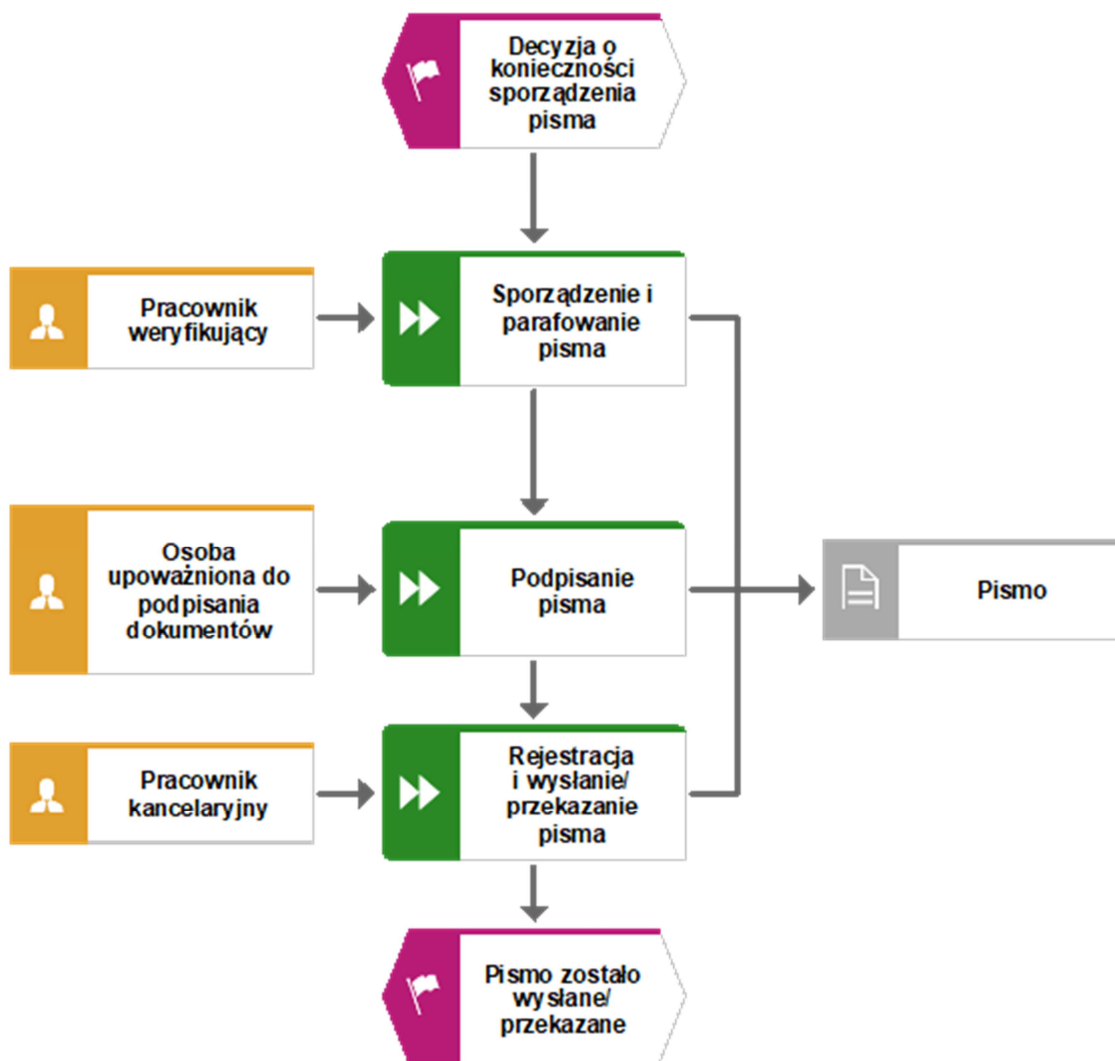 Decyzja o
konieczności
sporządzenia
pisma
Pracownik
weryfikujący
Sporządzenie i
parafowanie
pisma
Osoba
upoważniona do
podpisania
dokumentów
Podpisanie
pisma
Pismo
Pracownik
kancelaryjny
Rejestracja
i wysłanie/
przekazanie
pisma
Pismo zostało
wysłane/
przekazane